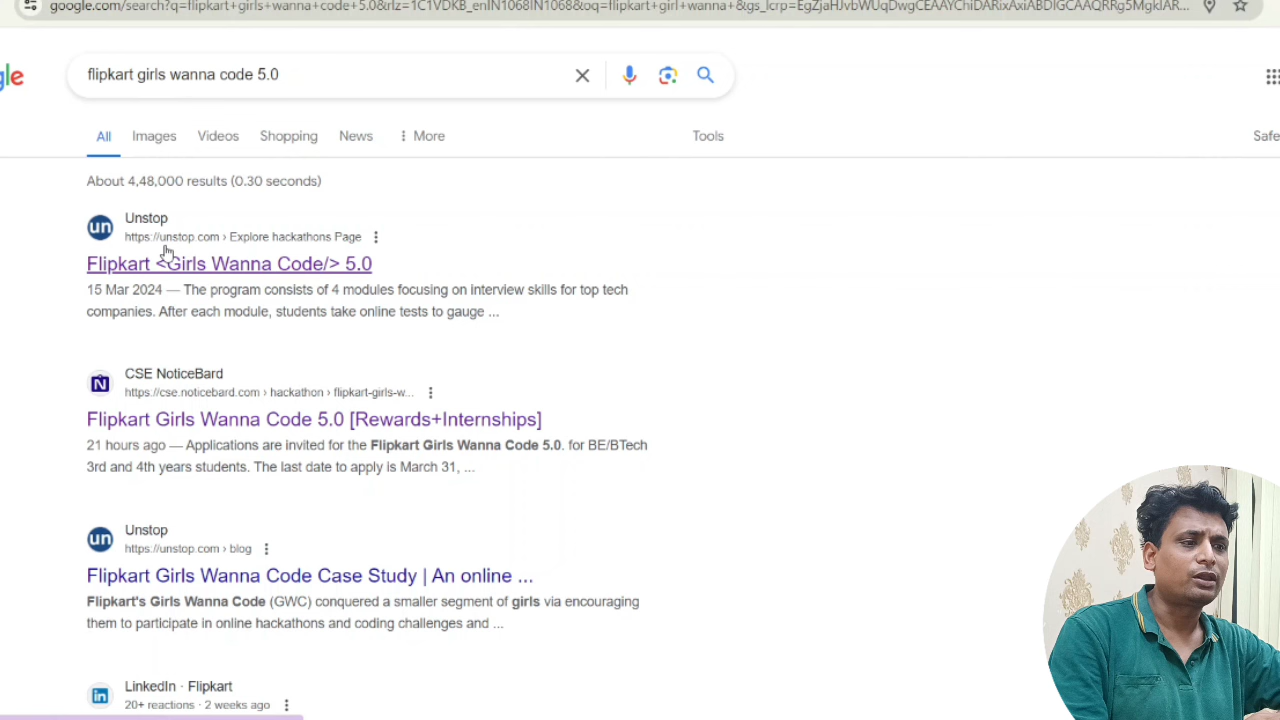 google.com/search?q=flipkart+girls+wanna+code+5.0&rlz=1C1VDKB_enIN1068IN1068&oq=flipkart+girl+wanna+&gs_lcrp=
gle
flipkart girls wanna code 5.0
All Images Videos Shopping News More Tools Safe
About 4,48,000 results (0.30 seconds)
un
Unstop
https://unstop.com › Explore hackathons Page
Flipkart <Girls Wanna Code/> 5.0
15 Mar 2024 — The program consists of 4 modules focusing on interview skills for top tech
companies. After each module, students take online tests to gauge ...
N
CSE NoticeBard
https://cse.noticebard.com › hackathon › flipkart-girls-w...
Flipkart Girls Wanna Code 5.0 [Rewards+Internships]
21 hours ago — Applications are invited for the Flipkart Girls Wanna Code 5.0. for BE/BTech
3rd and 4th years students. The last date to apply is March 31, ...
un
Unstop
https://unstop.com › blog
Flipkart Girls Wanna Code Case Study | An online ...
Flipkart's Girls Wanna Code (GWC) conquered a smaller segment of girls via encouraging
them to participate in online hackathons and coding challenges and ...
in
LinkedIn · Flipkart
20+ reactions · 2 weeks ago